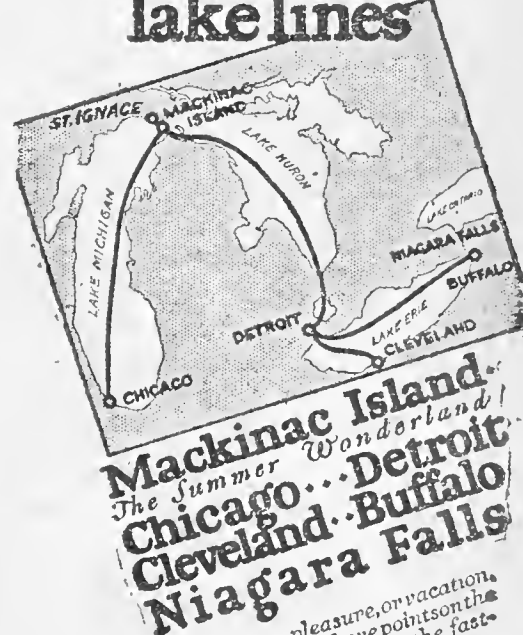 lake lines
ST. IGNACE
MACKINAC
ISLAND
LAKE HURON
LAKE MICHIGAN
LAKE ONTARIO
NIAGARA FALLS
BUFFALO
DETROIT
LAKE ERIE
CLEVELAND
CHICAGO
Mackinac Island
The Summer Wonderland!
Chicago...Detroit
Cleveland..Buffalo
Niagara Falls
pleasure, or vacation,
points on the
fast-